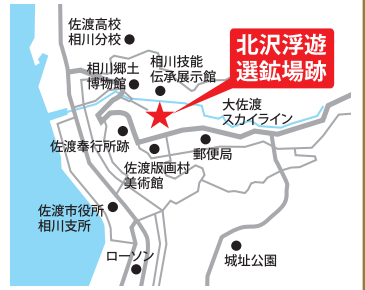 佐渡高校
相川分校
北沢浮遊
選鉱場跡
相川技能
伝承展示館
相川郷土
博物館
大佐渡
スカイライン
佐渡奉行所跡
郵便局
佐渡版画村
美術館
佐渡市役所
相川支所
ローソン
城址公園